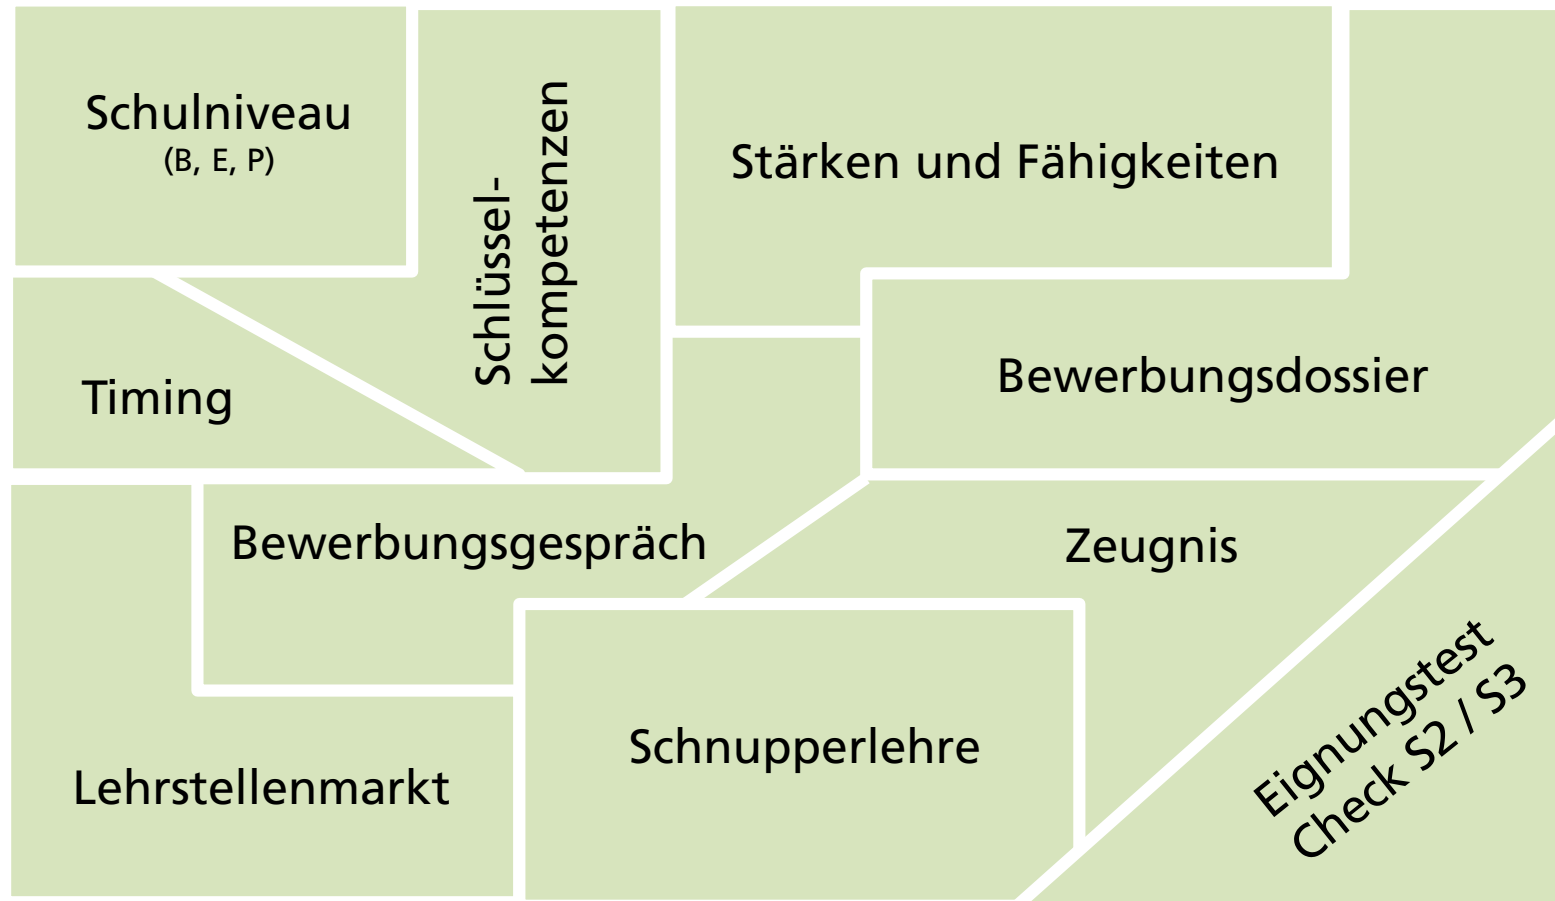 Schulniveau
(B, E, P)
Schlüssel-
kompetenzen
Stärken und Fähigkeiten
Timing
Bewerbungsdossier
Bewerbungsgespräch
Zeugnis
Lehrstellenmarkt
Schnupperlehre
Eignungstest
Check S2 / S3